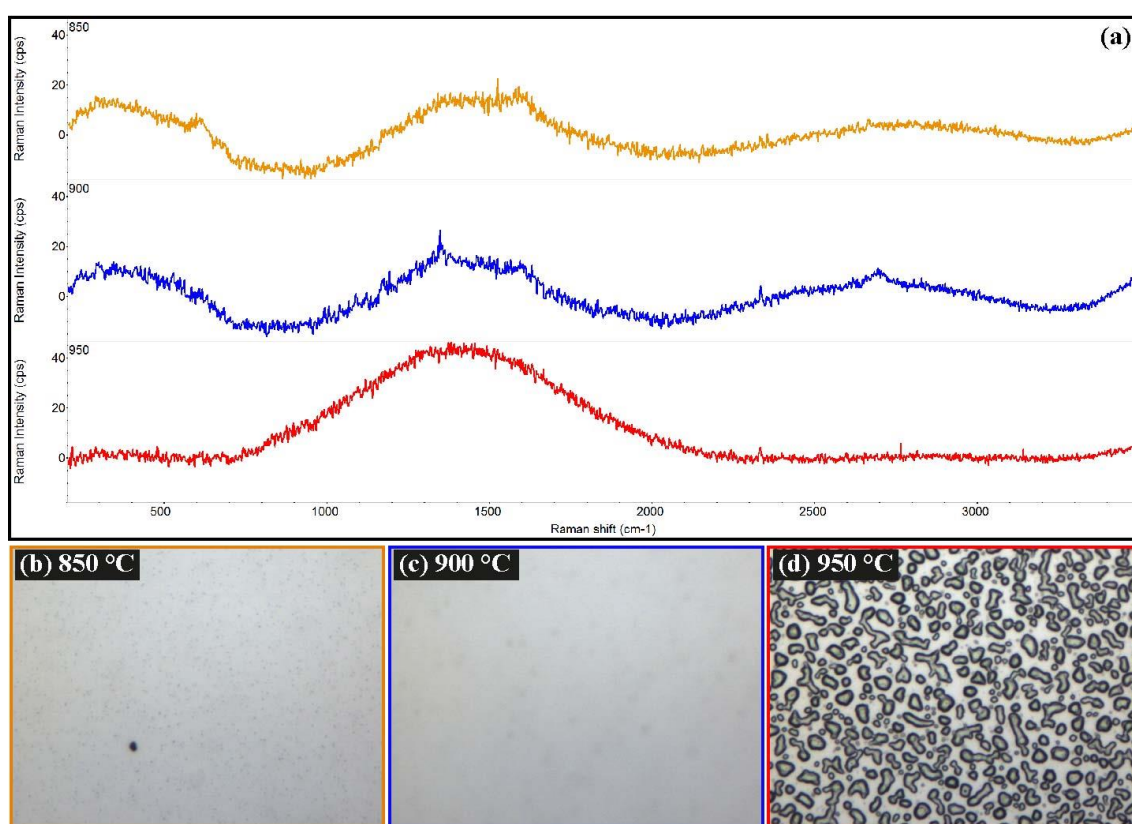 850
(a)
Raman Intensity (cps)
40
20
0
900
Raman Intensity (cps)
40
20
0
950
Raman Intensity (cps)
40
20
0
500
1000
1500
2000
2500
3000
Raman shift (cm-1)
(b) 850 °C
(c) 900 °C
(d) 950 °C